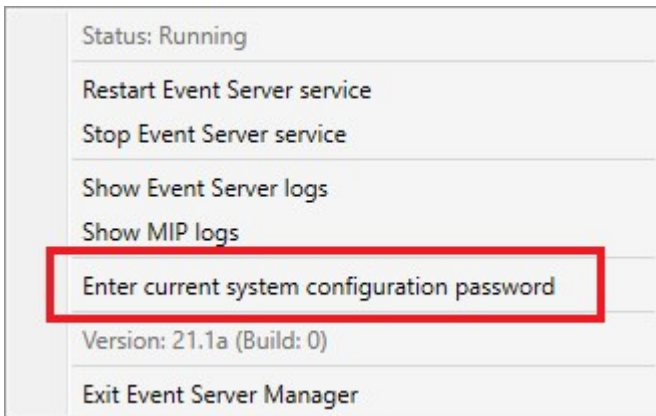 Status: Running
Restart Event Server service
Stop Event Server service
Show Event Server logs
Show MIP logs
Enter current system configuration password
Version: 21.1a (Build: 0)
Exit Event Server Manager